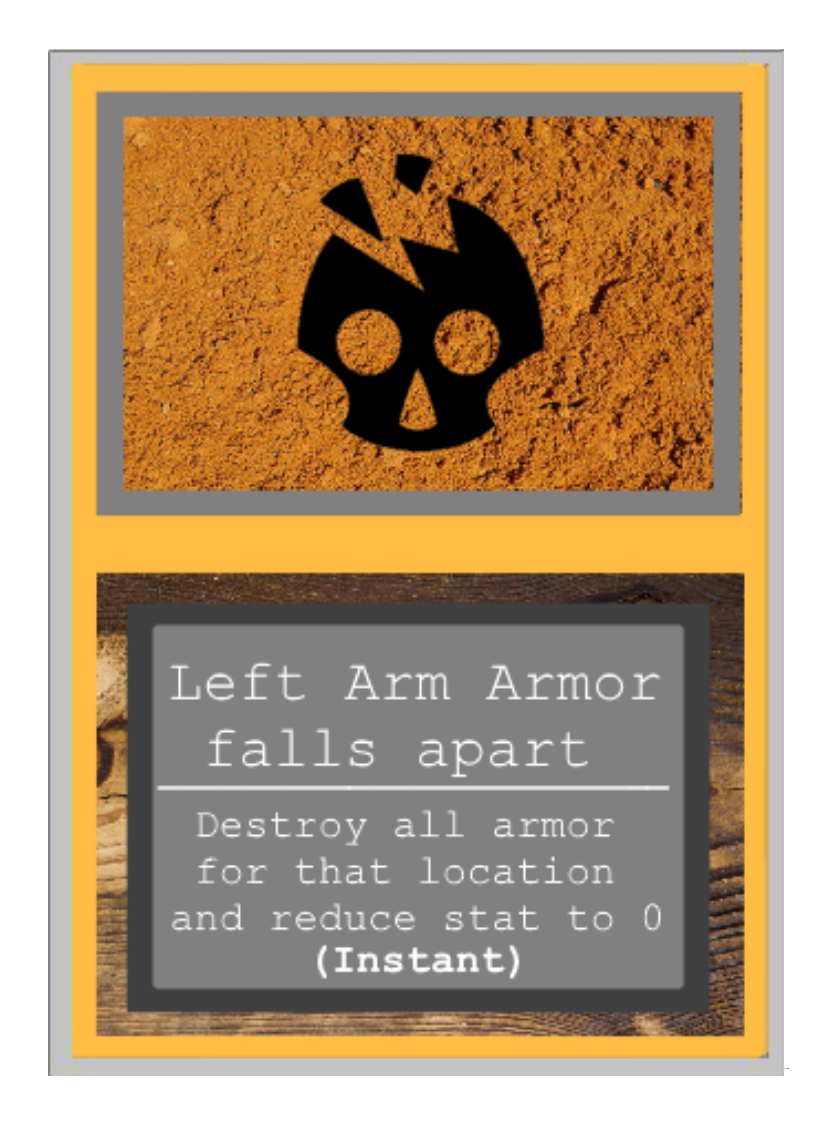 Left Arm Armor
falls apart
Destroy all armor
for that location
and reduce stat to 0
(Instant)